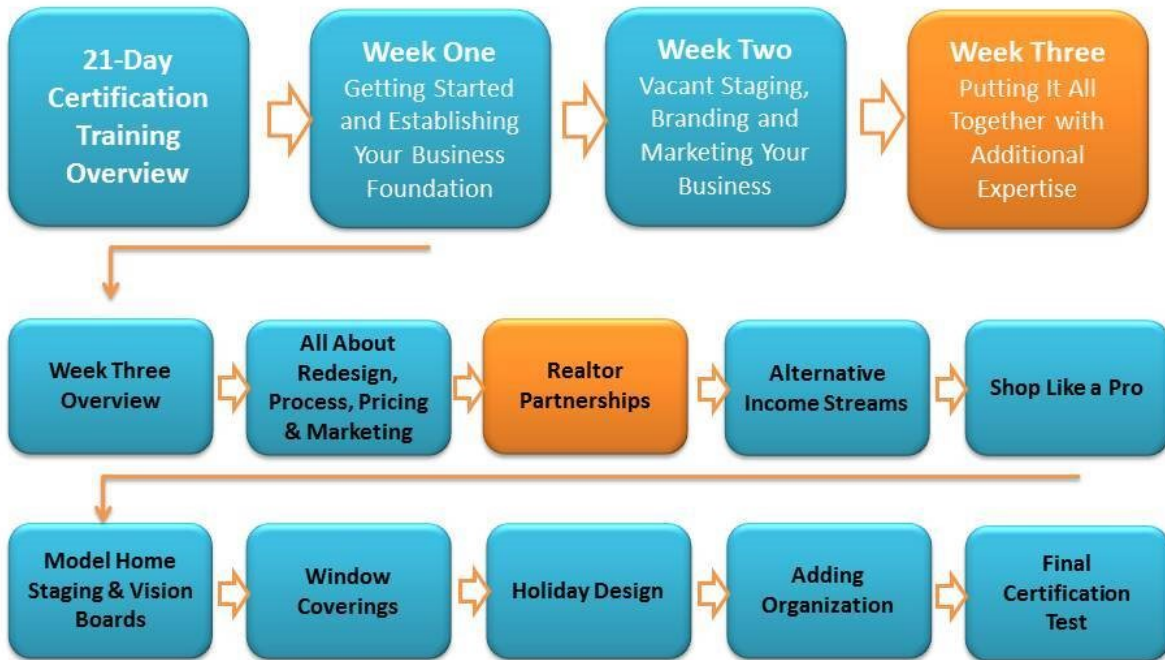 21-Day
Certification
Training
Overview
Week One
Getting Started
and Establishing
Your Business
Foundation
Week Two
Vacant Staging,
Branding and
Marketing Your
Business
Week Three
Putting It All
Together with
Additional
Expertise
Week Three
Overview
All About
Redesign,
Process, Pricing
& Marketing
Realtor
Partnerships
Alternative
Income Streams
Shop Like a Pro
Model Home
Staging & Vision
Boards
Window
Coverings
Holiday Design
Adding
Organization
Final
Certification
Test